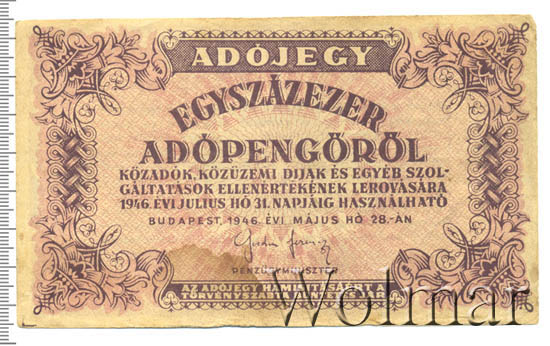 ADÓJEGY
EGYSZÁZEZER
ADÓPENGŐRŐL
KÖZADÓK, KÖZÜZEMI DIJAK ÉS EGYÉB SZOL-
GÁLTATÁSOK ELLENÉRTÉKÉNEK LEROVÁSÁRA
1946. ÉVI JULIUS HÓ 31. NAPJÁIG HASZNÁLHATÓ
BUDAPEST, 1946. ÉVI MÁJUS HÓ 28.-ÁN
PÉNZÜGYMINISZTER
AZ ADÓJEGY UTÁNZÁSÁT A
TÖRVÉNY
Wolmar